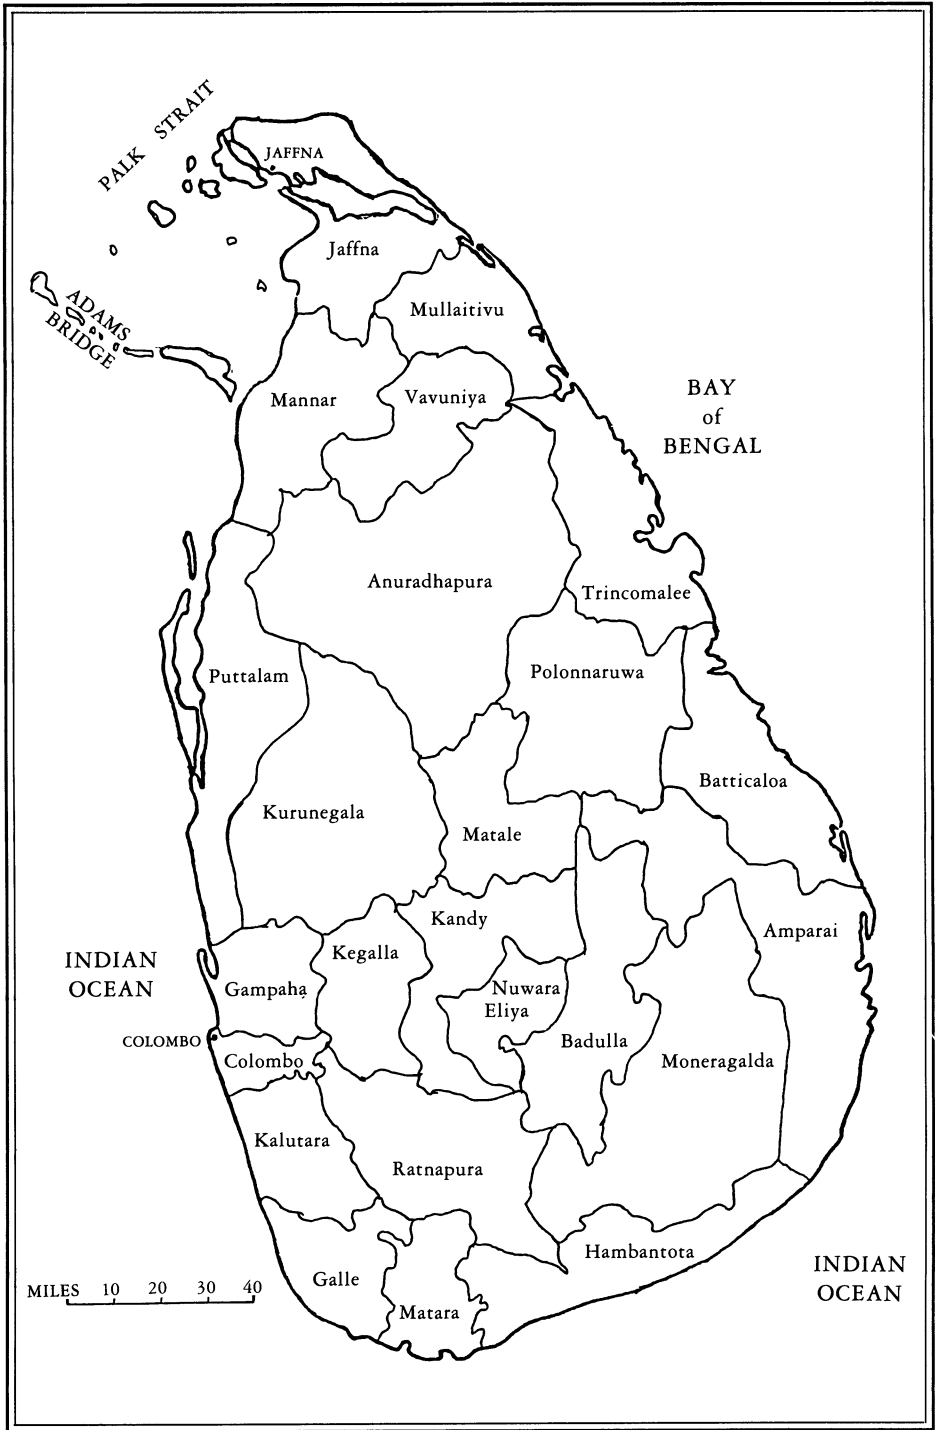 PALK STRAIT
JAFFNA
Jaffna
ADAMS
BRIDGE
Mullaitivu
Mannar
Vavuniya
BAY
of
BENGAL
Anuradhapura
Trincomalee
Puttalam
Polonnaruwa
Batticaloa
Kurunegala
Matale
Kandy
Amparai
Kegalla
INDIAN
OCEAN
Gampaha
Nuwara
Eliya
COLOMBO
Colombo
Badulla
Moneragalda
Kalutara
Ratnapura
Hambantota
Galle
Matara
INDIAN
OCEAN
MILES 10 20 30 40